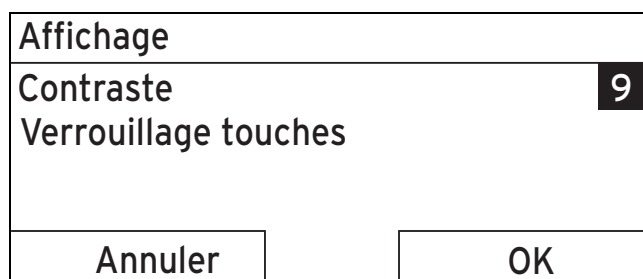 Affichage
Contraste 9
Verrouillage touches
Annuler OK